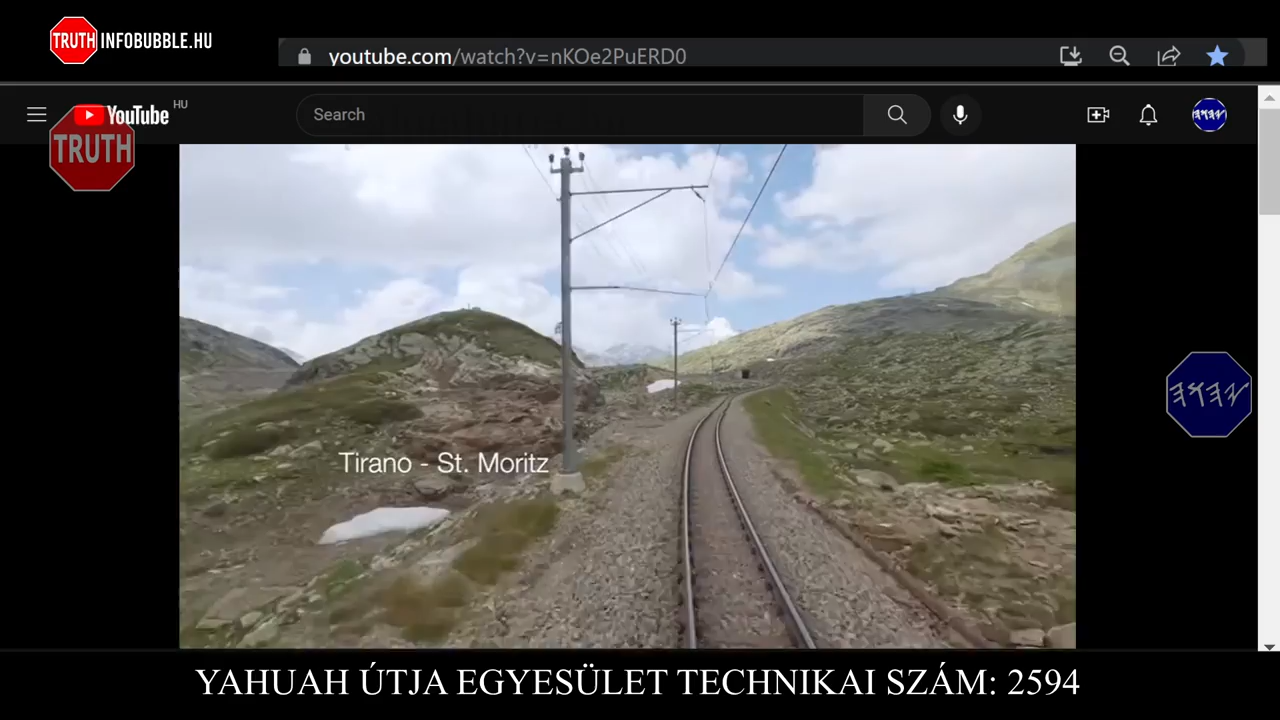 TRUTH INFOBUBBLE.HU
youtube.com/watch?v=nKOe2PuERD0
YouTube HU
Search
TRUTH
𐤉𐤄𐤅𐤄
Tirano - St. Moritz
YAHUAH ÚTJA EGYESÜLET TECHNIKAI SZÁM: 2594